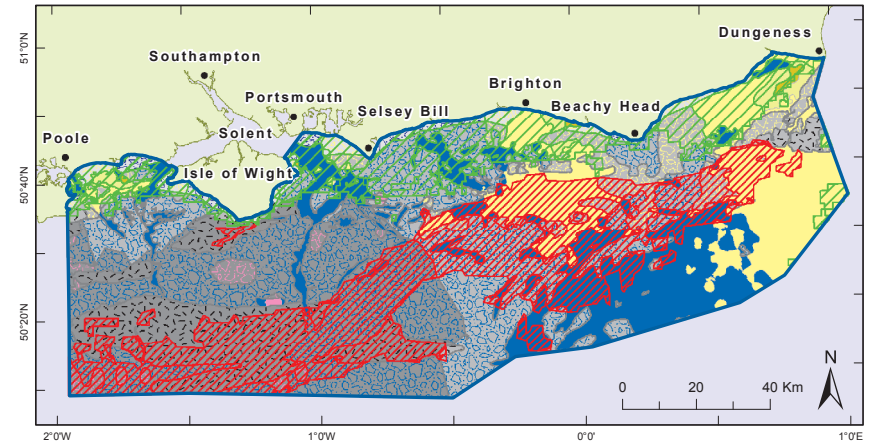 Dungeness
51°0'N
Southampton
Brighton
Portsmouth
Selsey Bill
Beachy Head
Poole
Solent
Isle of Wight
50°40'N
50°20'N
N
0 20 40 Km
2°0'W 1°0'W 0°0' 1°0'E